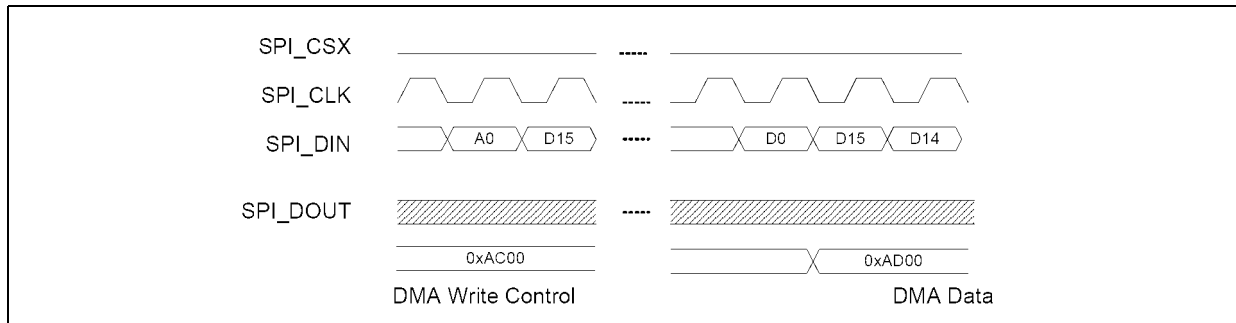 SPI_CSX
SPI_CLK
SPI_DIN A0 D15 D0 D15 D14
SPI_DOUT
0xAC00 0xAD00
DMA Write Control DMA Data